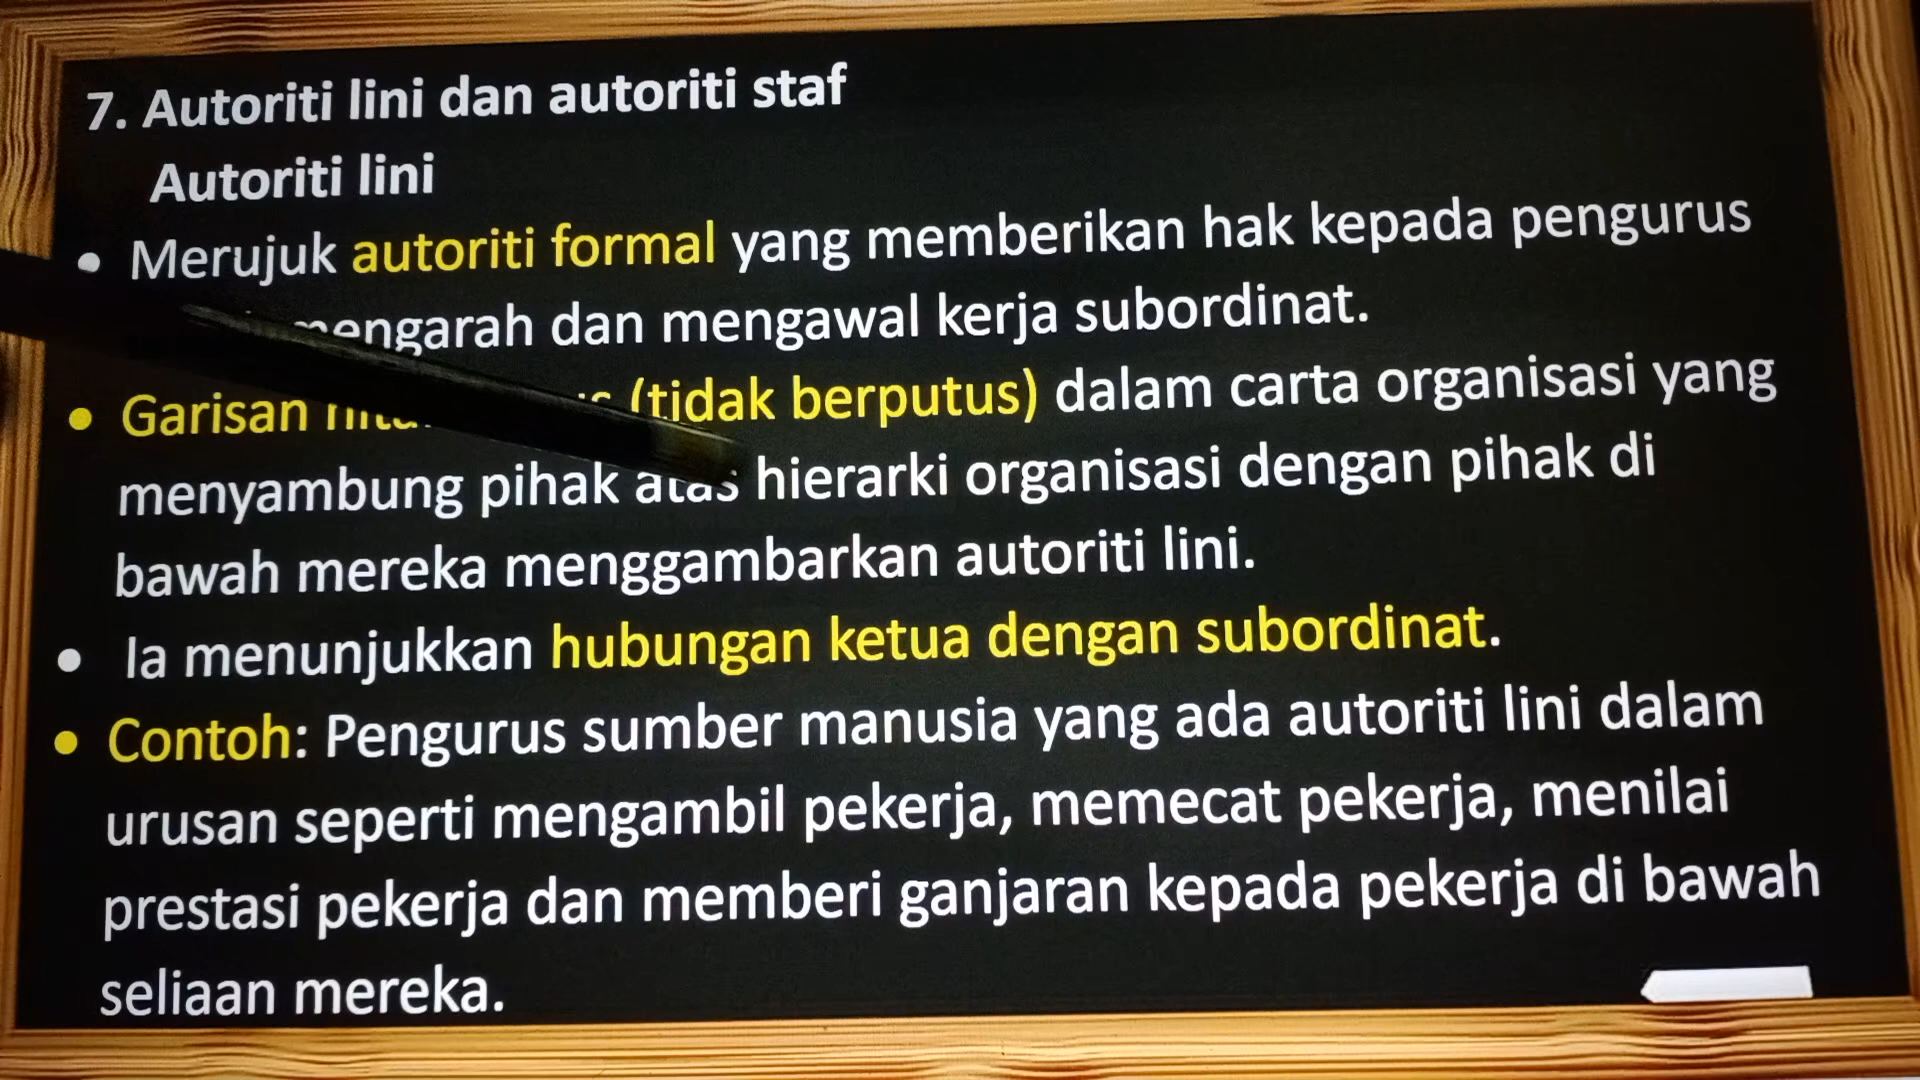 7. Autoriti lini dan autoriti staf
Autoriti lini
• Merujuk autoriti formal yang memberikan hak kepada pengurus
mengarah dan mengawal kerja subordinat.
• Garisan (tidak berputus) dalam carta organisasi yang
menyambung pihak atas hierarki organisasi dengan pihak di
bawah mereka menggambarkan autoriti lini.
• Ia menunjukkan hubungan ketua dengan subordinat.
• Contoh: Pengurus sumber manusia yang ada autoriti lini dalam
urusan seperti mengambil pekerja, memecat pekerja, menilai
prestasi pekerja dan memberi ganjaran kepada pekerja di bawah
seliaan mereka.